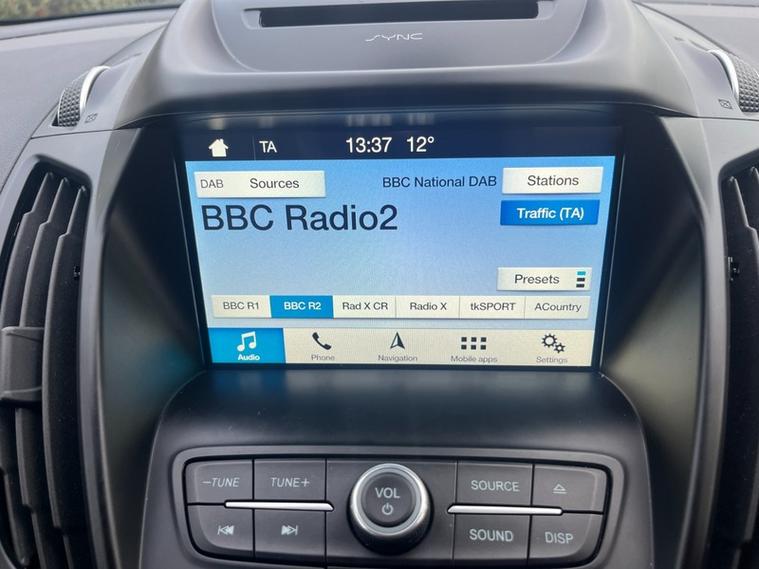 SYNC
TA 13:37 12°
DAB Sources BBC National DAB Stations
BBC Radio2 Traffic (TA)
Presets
BBC R1 BBC R2 Rad X CR Radio X tkSPORT ACountry
Audio Phone Navigation Mobile apps Settings
-TUNE TUNE+ VOL SOURCE
SOUND DISP